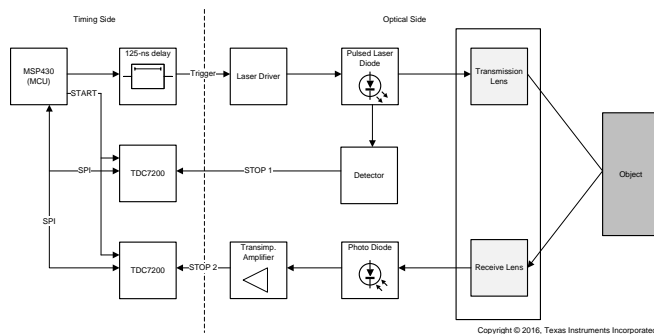 Timing Side
Optical Side
MSP430
(MCU)
125-ns delay
Trigger
Laser Driver
Pulsed Laser
Diode
Transmission
Lens
START
Object
SPI
TDC7200
STOP 1
Detector
SPI
TDC7200
STOP 2
Transimp.
Amplifier
Photo Diode
Receive Lens
Copyright © 2016, Texas Instruments Incorporated